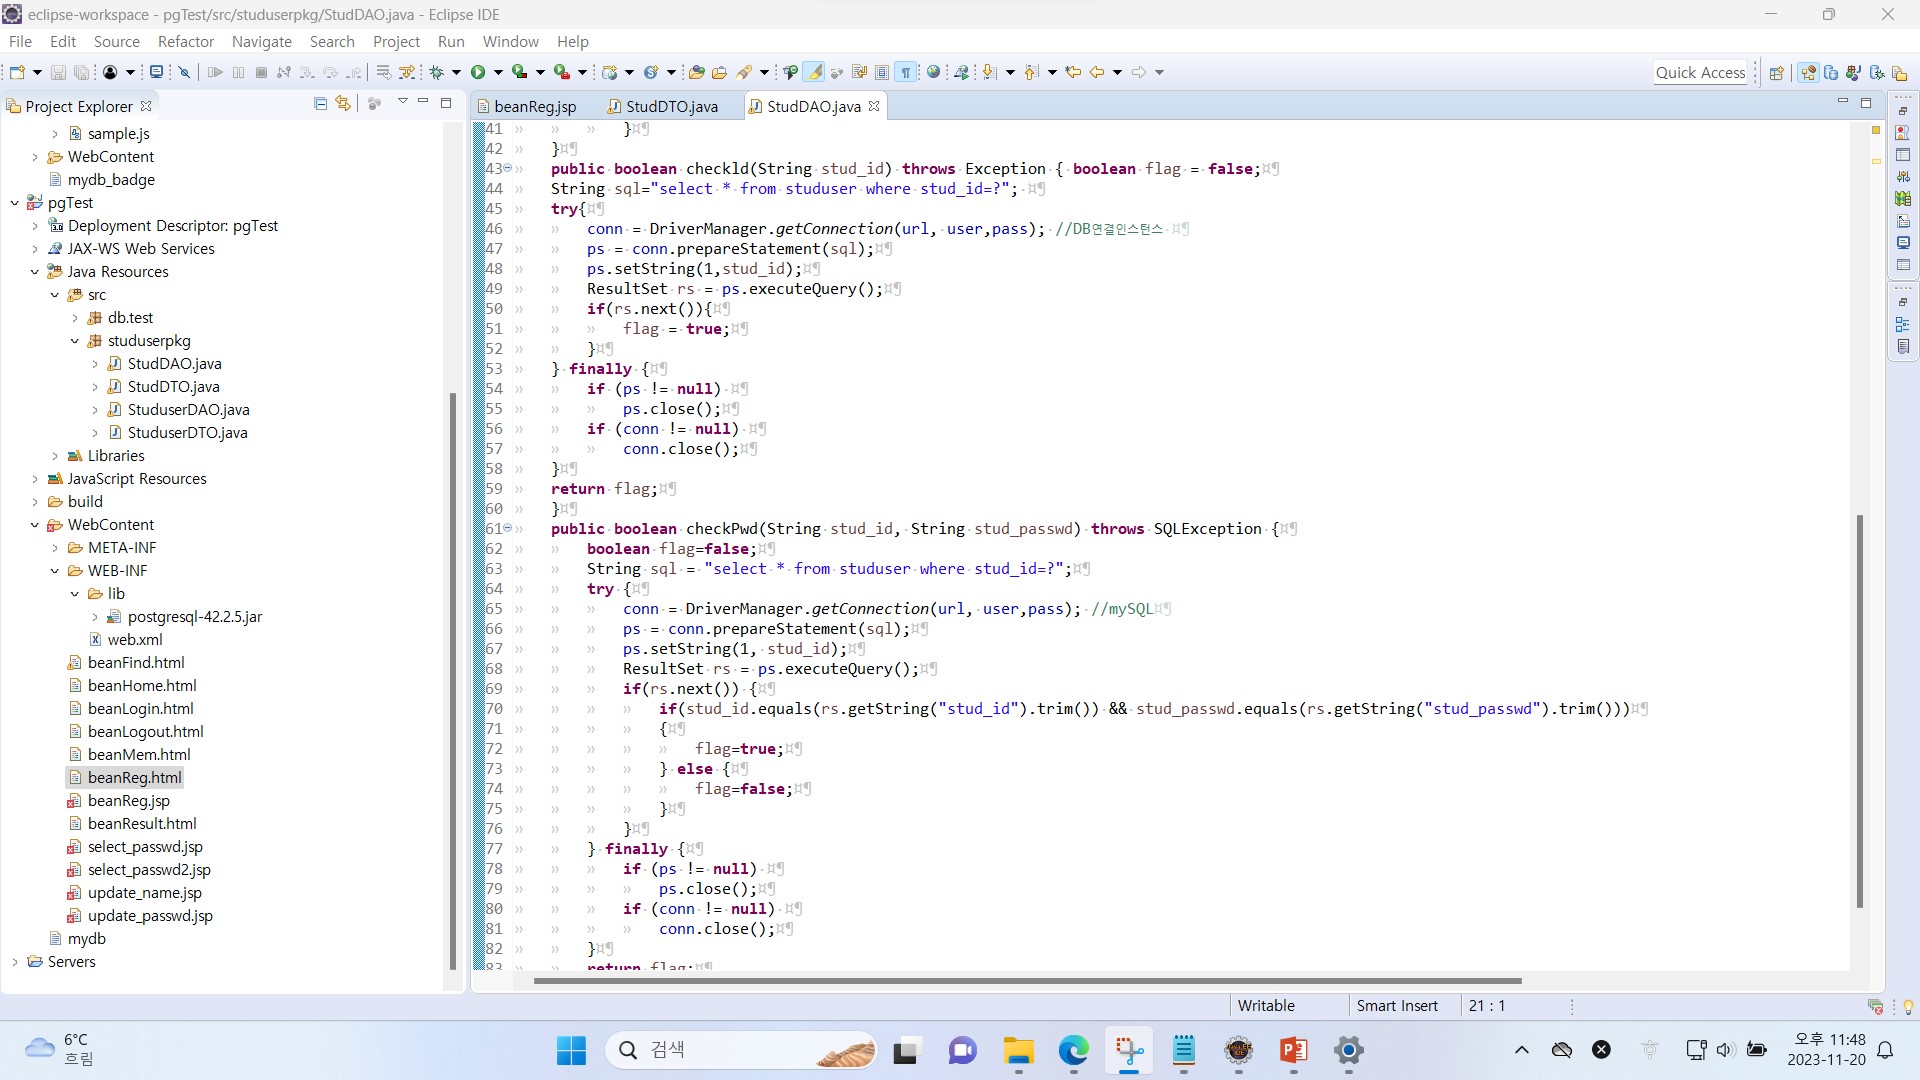 eclipse-workspace - pgTest/src/studuserpkg/StudDAO.java - Eclipse IDE
File Edit Source Refactor Navigate Search Project Run Window Help
Quick Access
Project Explorer
sample.js
WebContent
mydb_badge
pgTest
Deployment Descriptor: pgTest
JAX-WS Web Services
Java Resources
src
db.test
studuserpkg
StudDAO.java
StudDTO.java
StuduserDAO.java
StuduserDTO.java
Libraries
JavaScript Resources
build
WebContent
META-INF
WEB-INF
lib
postgresql-42.2.5.jar
web.xml
beanFind.html
beanHome.html
beanLogin.html
beanLogout.html
beanMem.html
beanReg.html
beanReg.jsp
beanResult.html
select_passwd.jsp
select_passwd2.jsp
update_name.jsp
update_passwd.jsp
mydb
Servers
beanReg.jsp StudDTO.java StudDAO.java
41 }
42 }
43 public boolean checkld(String stud_id) throws Exception { boolean flag = false;
44 String sql="select * from studuser where stud_id=?";
45 try{
46 conn = DriverManager.getConnection(url, user,pass); //DB연결인스턴스
47 ps = conn.prepareStatement(sql);
48 ps.setString(1,stud_id);
49 ResultSet rs = ps.executeQuery();
50 if(rs.next()){
51 flag = true;
52 }
53 } finally {
54 if (ps != null)
55 ps.close();
56 if (conn != null)
57 conn.close();
58 }
59 return flag;
60 }
61 public boolean checkPwd(String stud_id, String stud_passwd) throws SQLException {
62 boolean flag=false;
63 String sql = "select * from studuser where stud_id=?";
64 try {
65 conn = DriverManager.getConnection(url, user,pass); //mySQL
66 ps = conn.prepareStatement(sql);
67 ps.setString(1, stud_id);
68 ResultSet rs = ps.executeQuery();
69 if(rs.next()) {
70 if(stud_id.equals(rs.getString("stud_id").trim()) && stud_passwd.equals(rs.getString("stud_passwd").trim()))
71 {
72 flag=true;
73 } else {
74 flag=false;
75 }
76 }
77 } finally {
78 if (ps != null)
79 ps.close();
80 if (conn != null)
81 conn.close();
82 }
83 return flag;
Writable Smart Insert 21 : 1
6°C
흐림
검색
오후 11:48
2023-11-20